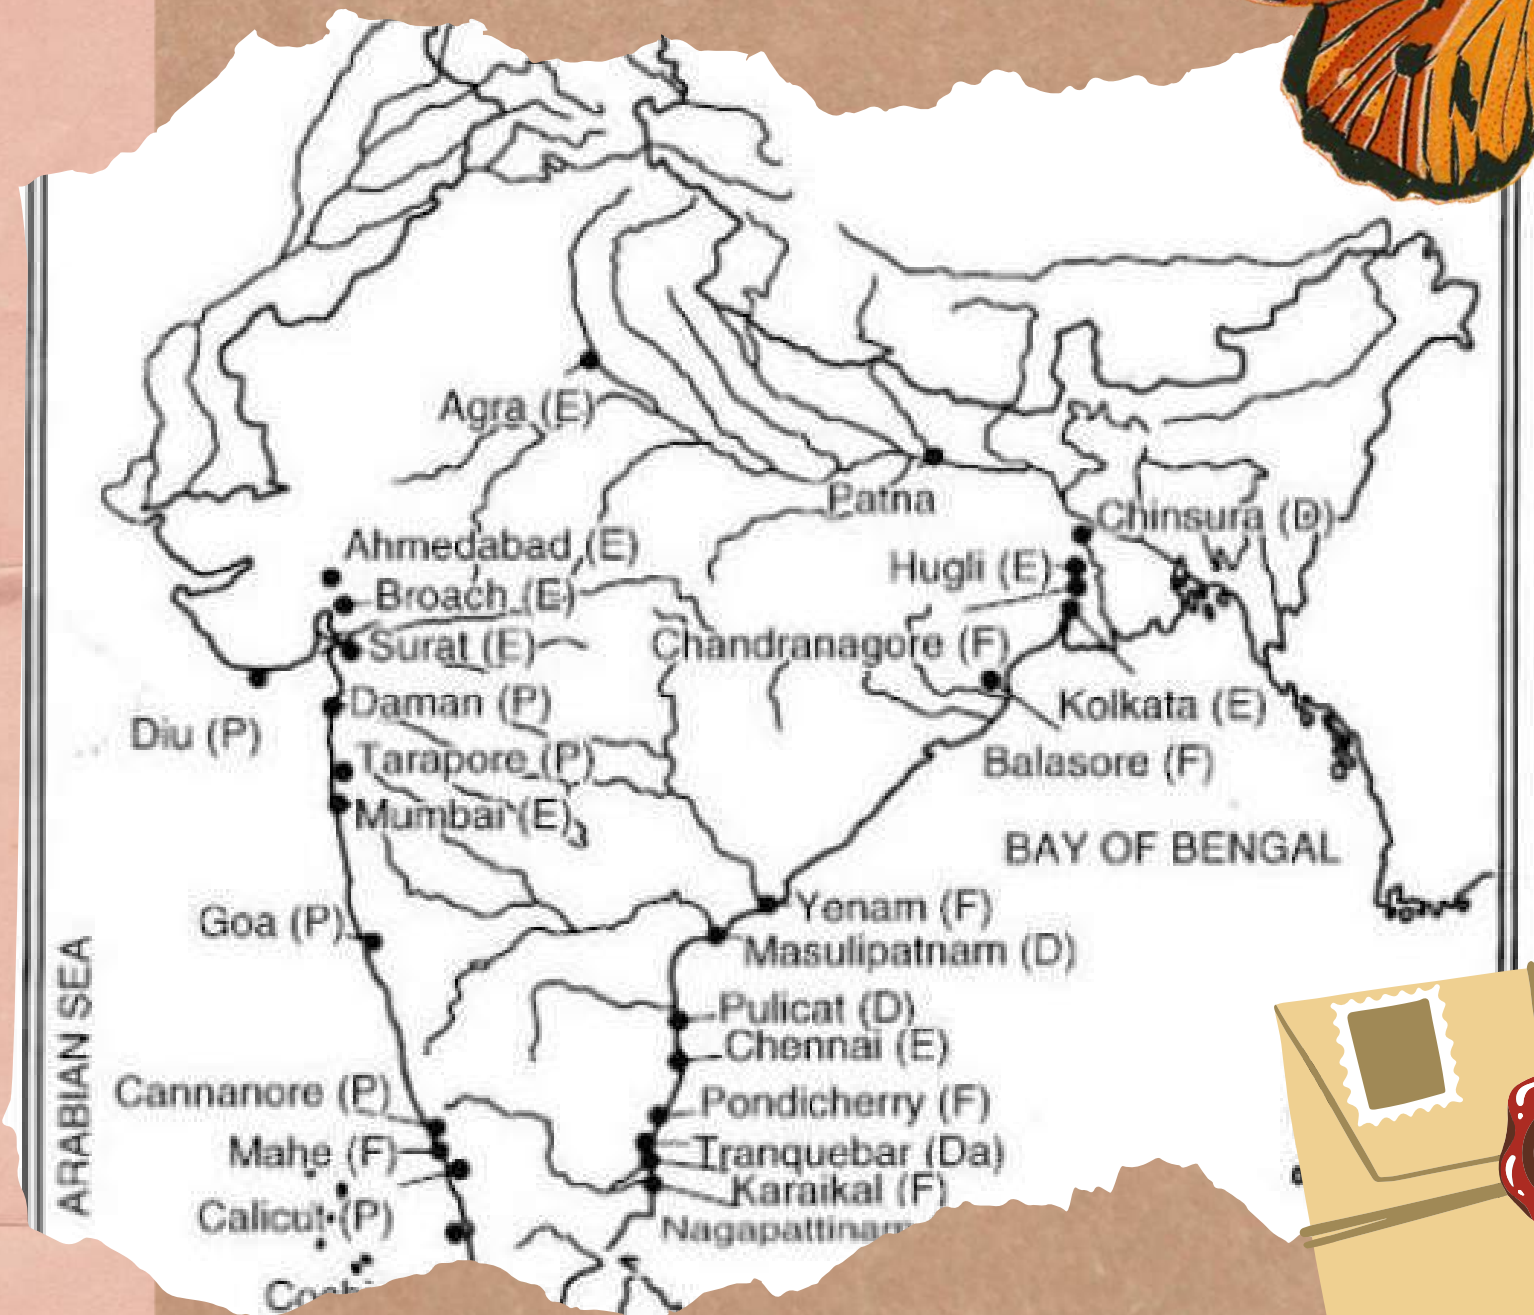 Agra (E)
Patna
Chinsura (D)
Ahmedabad (E)
Hugli (E)
Broach (E)
Surat (E)
Chandranagore (F)
Daman (P)
Kolkata (E)
Diu (P)
Tarapore (P)
Balasore (F)
Mumbai (E)
BAY OF BENGAL
Yenam (F)
Goa (P)
Masulipatnam (D)
ARABIAN SEA
Pulicat (D)
Chennai (E)
Cannanore (P)
Pondicherry (F)
Mahe (F)
Tranquebar (Da)
Karaikal (F)
Calicut (P)
Nagapattinam